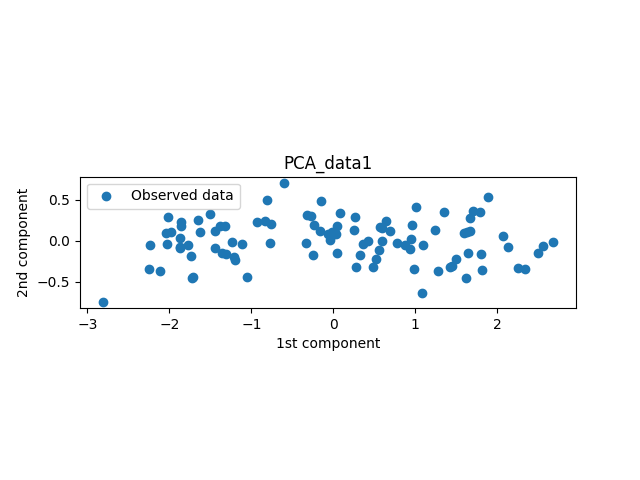 PCA_data1
Observed data
2nd component
0.5
0.0
−0.5
−3
−2
−1
0
1
2
1st component